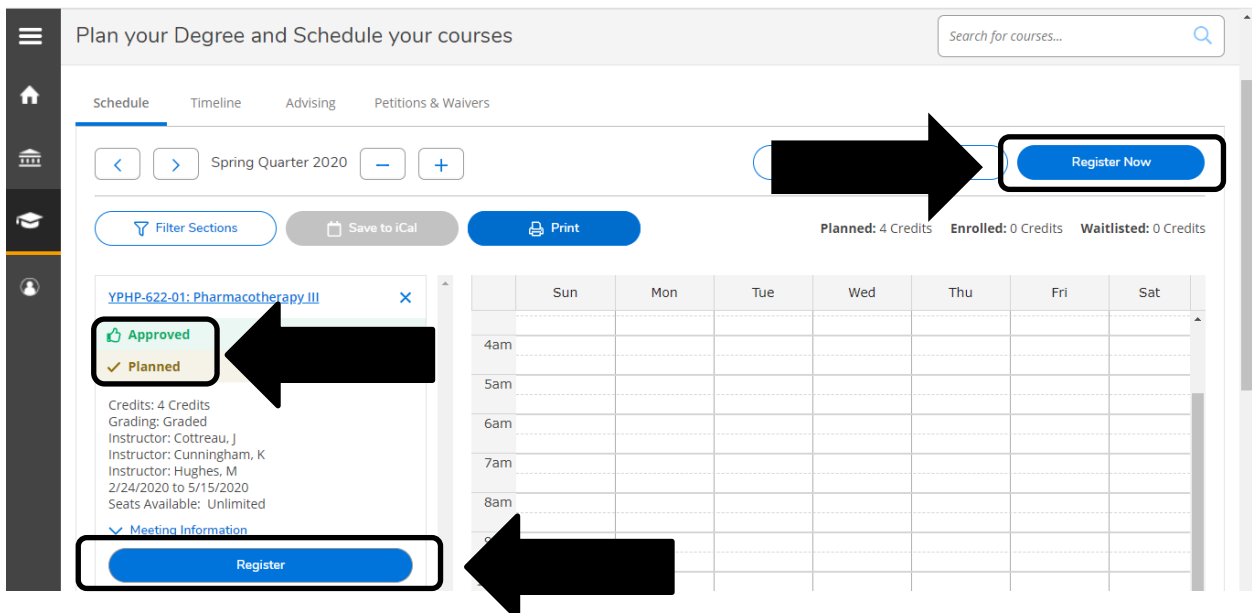 Plan your Degree and Schedule your courses
Search for courses...
Schedule Timeline Advising Petitions & Waivers
Spring Quarter 2020
Register Now
Filter Sections Save to iCal Print
Planned: 4 Credits Enrolled: 0 Credits Waitlisted: 0 Credits
YPHP-622-01: Pharmacotherapy III
Approved
Planned
Credits: 4 Credits
Grading: Graded
Instructor: Cottreau, J
Instructor: Cunningham, K
Instructor: Hughes, M
2/24/2020 to 5/15/2020
Seats Available: Unlimited
Meeting Information
Register
Sun Mon Tue Wed Thu Fri Sat
4am
5am
6am
7am
8am